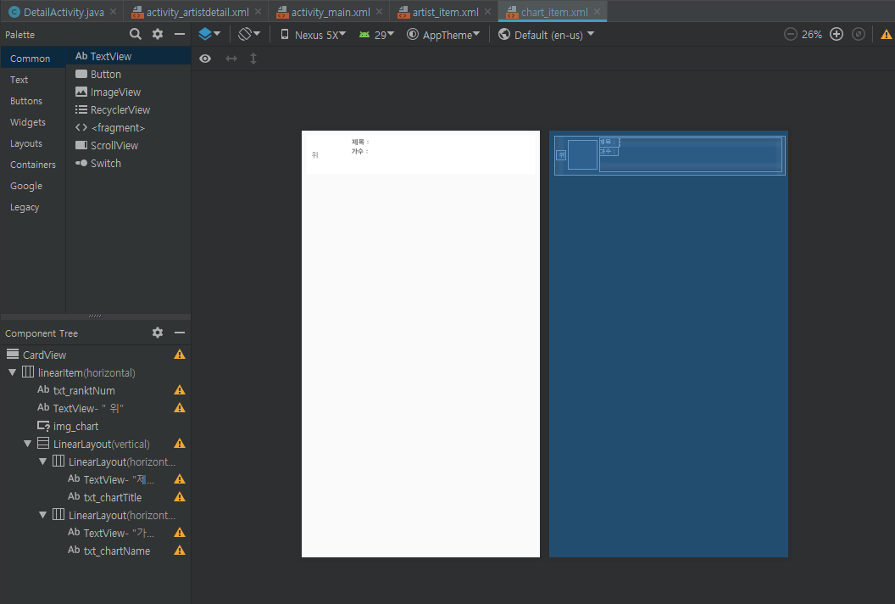 DetailActivity.java
activity_artistdetail.xml
activity_main.xml
artist_item.xml
chart_item.xml
Palette
Nexus 5X
29
AppTheme
Default (en-us)
26%
Common
Text
Buttons
Widgets
Layouts
Containers
Google
Legacy
Ab TextView
Button
ImageView
RecyclerView
<> <fragment>
ScrollView
Switch
제목 :
가수 :
위
제목 :
가수 :
위
Component Tree
CardView
linearitem(horizontal)
Ab txt_ranktNum
Ab TextView- " 위"
img_chart
LinearLayout(vertical)
LinearLayout(horizont...
Ab TextView- "제...
Ab txt_chartTitle
LinearLayout(horizont...
Ab TextView- "가...
Ab txt_chartName